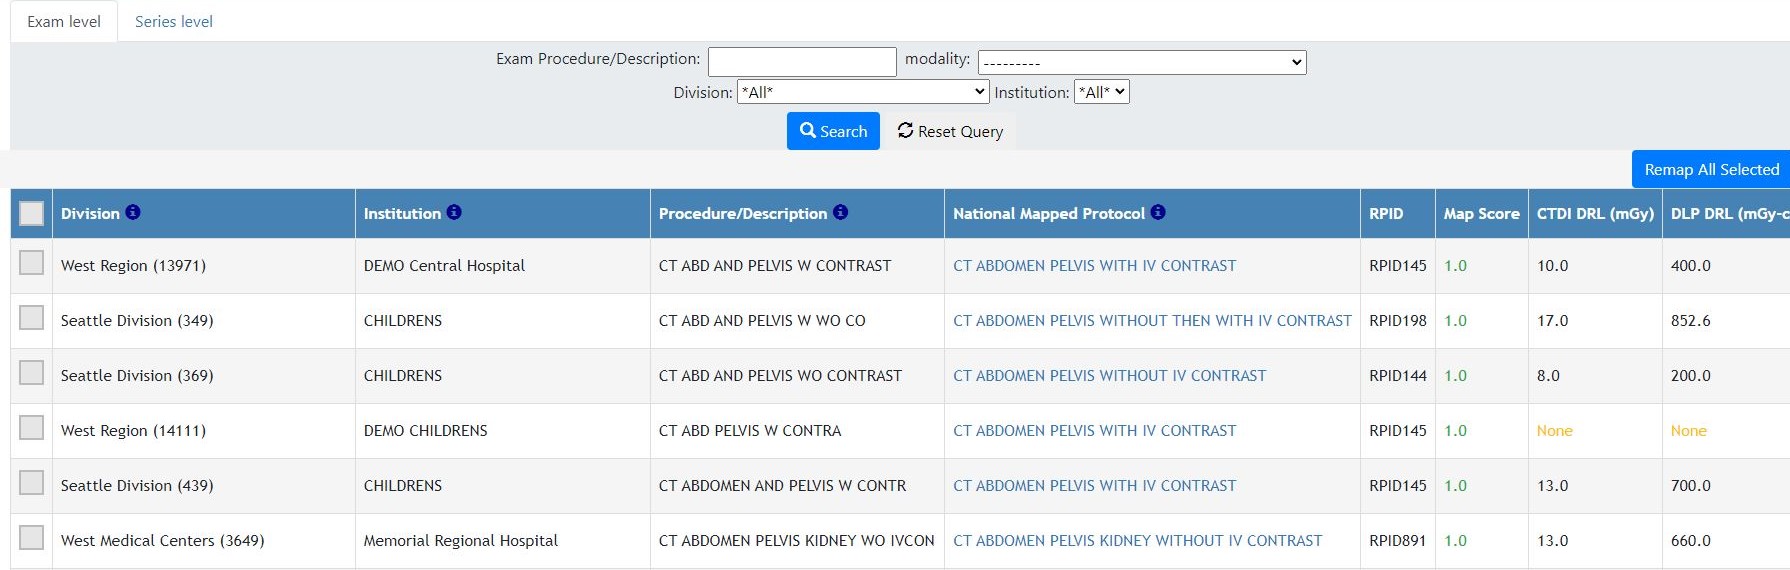 Exam level Series level
Exam Procedure/Description: modality: ---------
Division: *All* Institution: *All*
Search Reset Query
Remap All Selected
Division Institution Procedure/Description National Mapped Protocol RPID Map Score CTDI DRL (mGy) DLP DRL (mGy-c
West Region (13971) DEMO Central Hospital CT ABD AND PELVIS W CONTRAST CT ABDOMEN PELVIS WITH IV CONTRAST RPID145 1.0 10.0 400.0
Seattle Division (349) CHILDRENS CT ABD AND PELVIS W WO CO CT ABDOMEN PELVIS WITHOUT THEN WITH IV CONTRAST RPID198 1.0 17.0 852.6
Seattle Division (369) CHILDRENS CT ABD AND PELVIS WO CONTRAST CT ABDOMEN PELVIS WITHOUT IV CONTRAST RPID144 1.0 8.0 200.0
West Region (14111) DEMO CHILDRENS CT ABD PELVIS W CONTRA CT ABDOMEN PELVIS WITH IV CONTRAST RPID145 1.0 None None
Seattle Division (439) CHILDRENS CT ABDOMEN AND PELVIS W CONTR CT ABDOMEN PELVIS WITH IV CONTRAST RPID145 1.0 13.0 700.0
West Medical Centers (3649) Memorial Regional Hospital CT ABDOMEN PELVIS KIDNEY WO IVCON CT ABDOMEN PELVIS KIDNEY WITHOUT IV CONTRAST RPID891 1.0 13.0 660.0